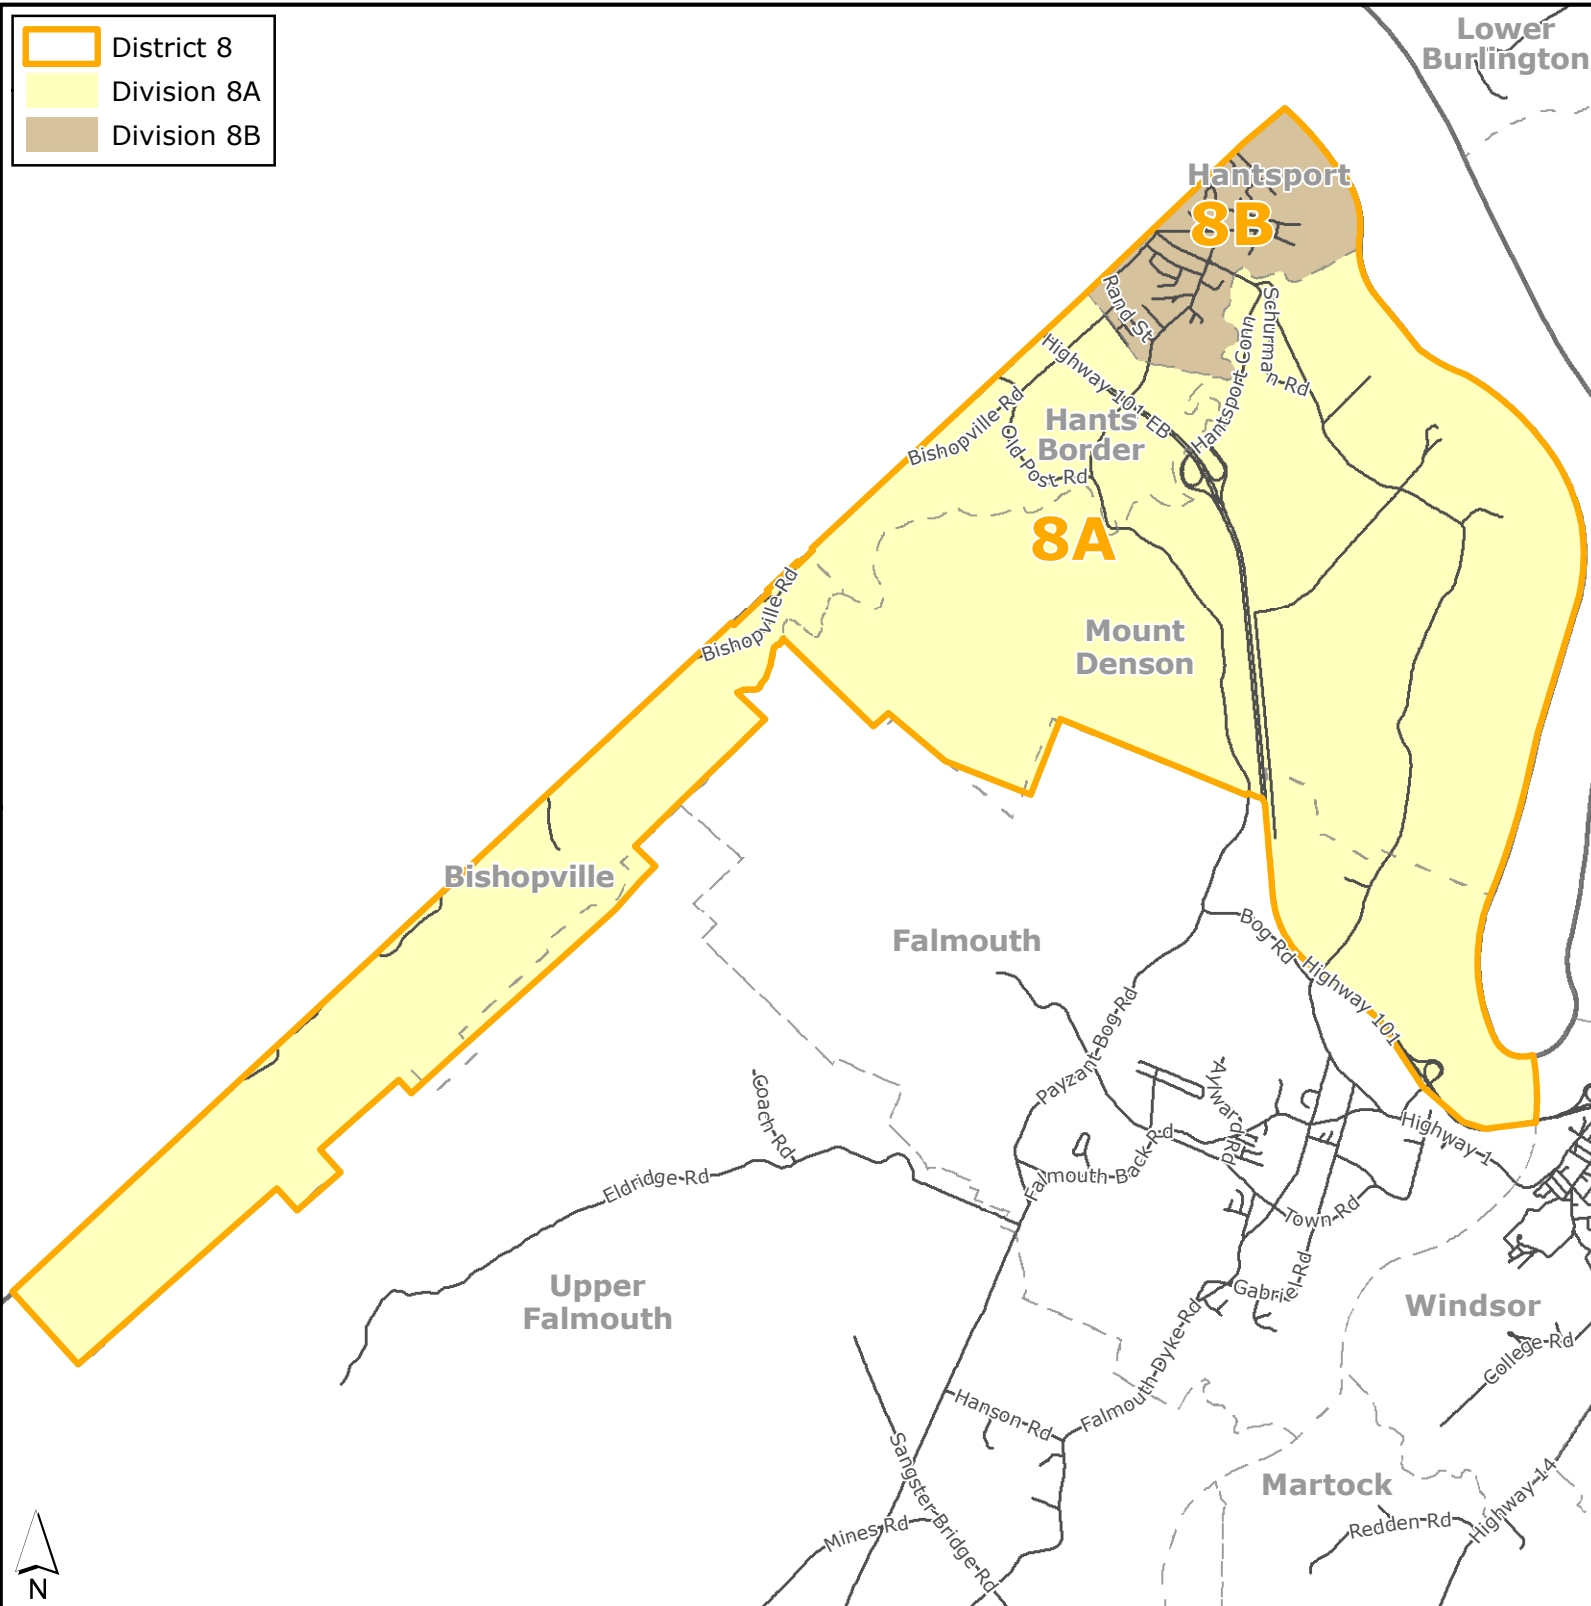 District 8
Division 8A
Division 8B
Lower
Burlington
Hantsport
8B
Rand St
Schurman Rd
Hantsport Conn
Highway 101 EB
Bishopville Rd
Old Post Rd
Hants
Border
8A
Bishopville Rd
Mount
Denson
Bishopville
Falmouth
Bog Rd
Highway 101
Payzant Bog Rd
Coach Rd
Aylward Rd
Highway 1
Falmouth Back Rd
Eldridge Rd
Town Rd
Gabriel Rd
Upper
Falmouth
Windsor
College Rd
Falmouth Dyke Rd
Hanson Rd
Sangster Bridge Rd
Martock
Highway 14
Redden Rd
Mines Rd
N